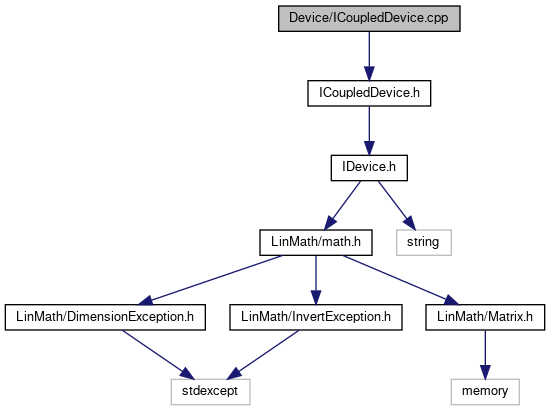 Device/ICoupledDevice.cpp
ICoupledDevice.h
IDevice.h
LinMath/math.h
string
LinMath/DimensionException.h
LinMath/InvertException.h
LinMath/Matrix.h
stdexcept
memory